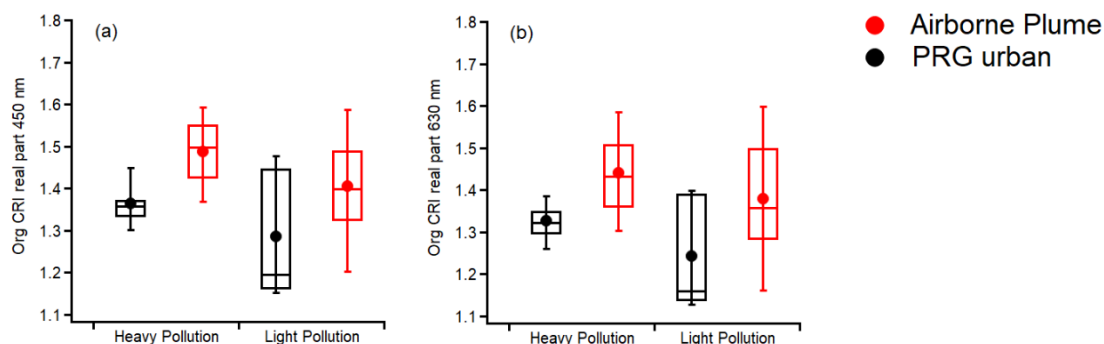 (a)
Org CRI real part 450 nm
1.8
1.7
1.6
1.5
1.4
1.3
1.2
1.1
Heavy Pollution
Light Pollution
(b)
Org CRI real part 630 nm
1.8
1.7
1.6
1.5
1.4
1.3
1.2
1.1
Heavy Pollution
Light Pollution
Airborne Plume
PRG urban